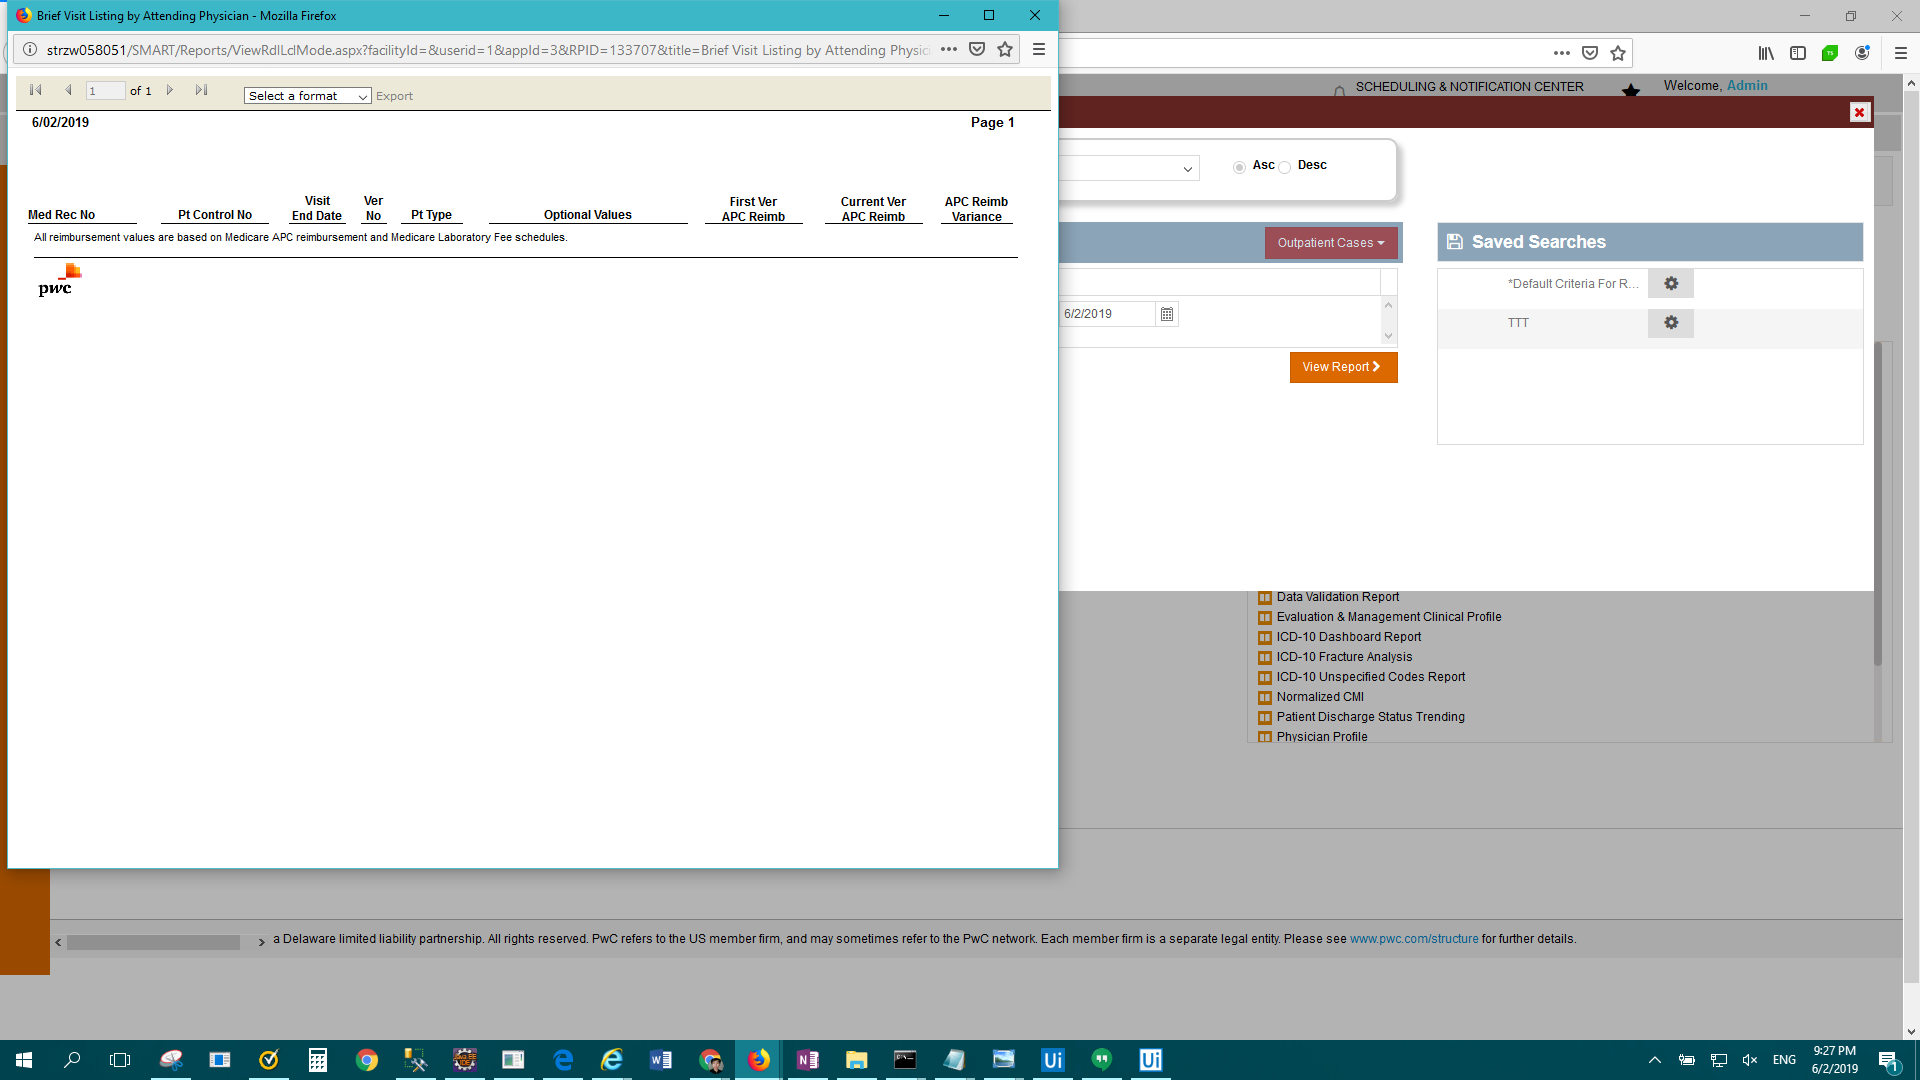 Brief Visit Listing by Attending Physician - Mozilla Firefox
strzw058051/SMART/Reports/ViewRdlLclMode.aspx?facilityId=&userid=1&appId=3&RPID=133707&title=Brief Visit Listing by Attending Physici
1 of 1 Select a format Export
6/02/2019 Page 1
Med Rec No Pt Control No Visit End Date Ver No Pt Type Optional Values First Ver APC Reimb Current Ver APC Reimb APC Reimb Variance
All reimbursement values are based on Medicare APC reimbursement and Medicare Laboratory Fee schedules.
pwc
SCHEDULING & NOTIFICATION CENTER Welcome, Admin
Asc Desc
Outpatient Cases
Saved Searches
*Default Criteria For R...
6/2/2019
TTT
View Report
Data Validation Report
Evaluation & Management Clinical Profile
ICD-10 Dashboard Report
ICD-10 Fracture Analysis
ICD-10 Unspecified Codes Report
Normalized CMI
Patient Discharge Status Trending
Physician Profile
a Delaware limited liability partnership. All rights reserved. PwC refers to the US member firm, and may sometimes refer to the PwC network. Each member firm is a separate legal entity. Please see www.pwc.com/structure for further details.
ENG
9:27 PM
6/2/2019
1